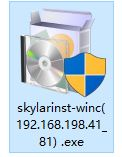 skylarinst-winc(
192.168.198.41_
81) .exe